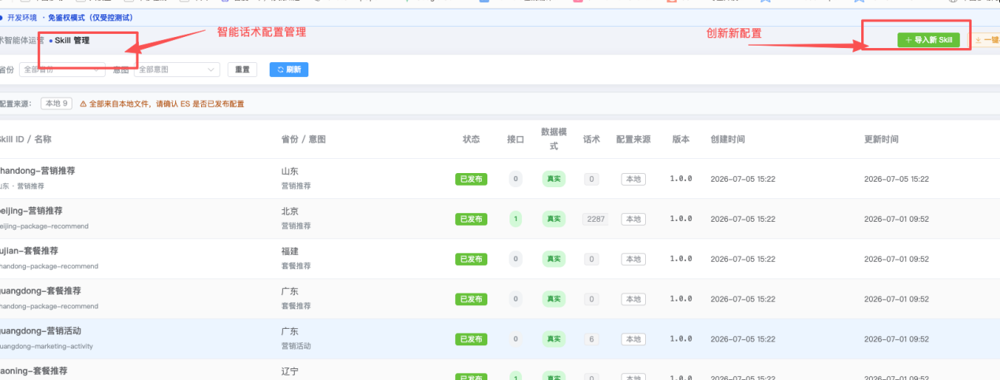 开发环境 · 免鉴权模式（仅受控测试）
智能话术配置管理
创新新配置
术智能体运营 • Skill 管理
＋ 导入新 Skill
一键
省份 全部省份 意图 全部意图 重置 刷新
配置来源： 本地 9 全部来自本地文件，请确认 ES 是否已发布配置
Skill ID / 名称 省份 / 意图 状态 接口 数据模式 话术 配置来源 版本 创建时间 更新时间
handong-营销推荐 山东 已发布 0 真实 0 本地 1.0.0 2026-07-05 15:22 2026-07-05 15:22
山东 · 营销推荐 营销推荐
eijing-营销推荐 北京 已发布 1 真实 2287 本地 1.0.0 2026-07-05 15:22 2026-07-01 09:52
eijing-package-recommend 营销推荐
ujian-套餐推荐 福建 已发布 0 真实 0 本地 1.0.0 2026-07-05 15:22 2026-07-01 09:52
handong-package-recommend 套餐推荐
uangdong-套餐推荐 广东 已发布 0 真实 0 本地 1.0.0 2026-07-05 15:22 2026-07-01 09:52
handong-package-recommend 套餐推荐
uangdong-营销活动 广东 已发布 0 真实 6 本地 1.0.0 2026-07-05 15:22 2026-07-01 09:52
uangdong-marketing-activity 营销活动
aoning-套餐推荐 辽宁 已发布 1 真实 0 本地 1.0.0 2026-07-05 15:22 2026-07-01 09:52